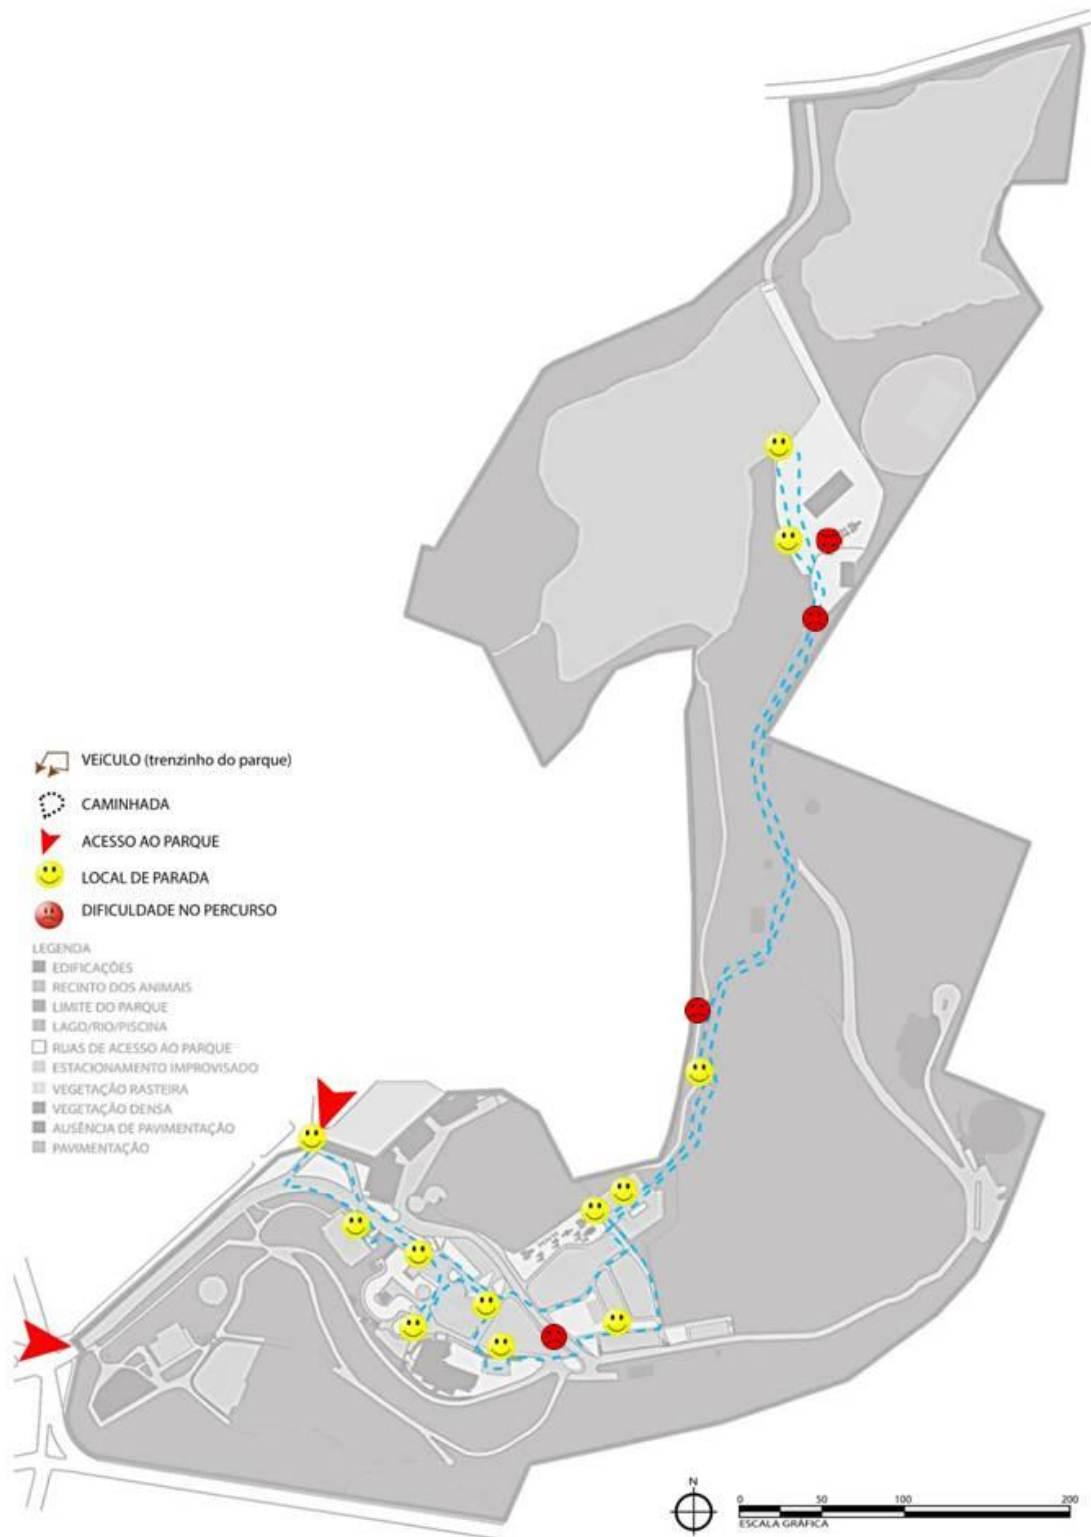 VEÍCULO (trenzinho do parque)
CAMINHADA
ACESSO AO PARQUE
LOCAL DE PARADA
DIFICULDADE NO PERCURSO
LEGENDA
EDIFICAÇÕES
RECINTO DOS ANIMAIS
LIMITE DO PARQUE
LAGO/RIO/PISCINA
RUAS DE ACESSO AO PARQUE
ESTACIONAMENTO IMPROVISADO
VEGETAÇÃO RASTEIRA
VEGETAÇÃO DENSA
AUSÊNCIA DE PAVIMENTAÇÃO
PAVIMENTAÇÃO
N
0 50 100 200
ESCALA GRÁFICA